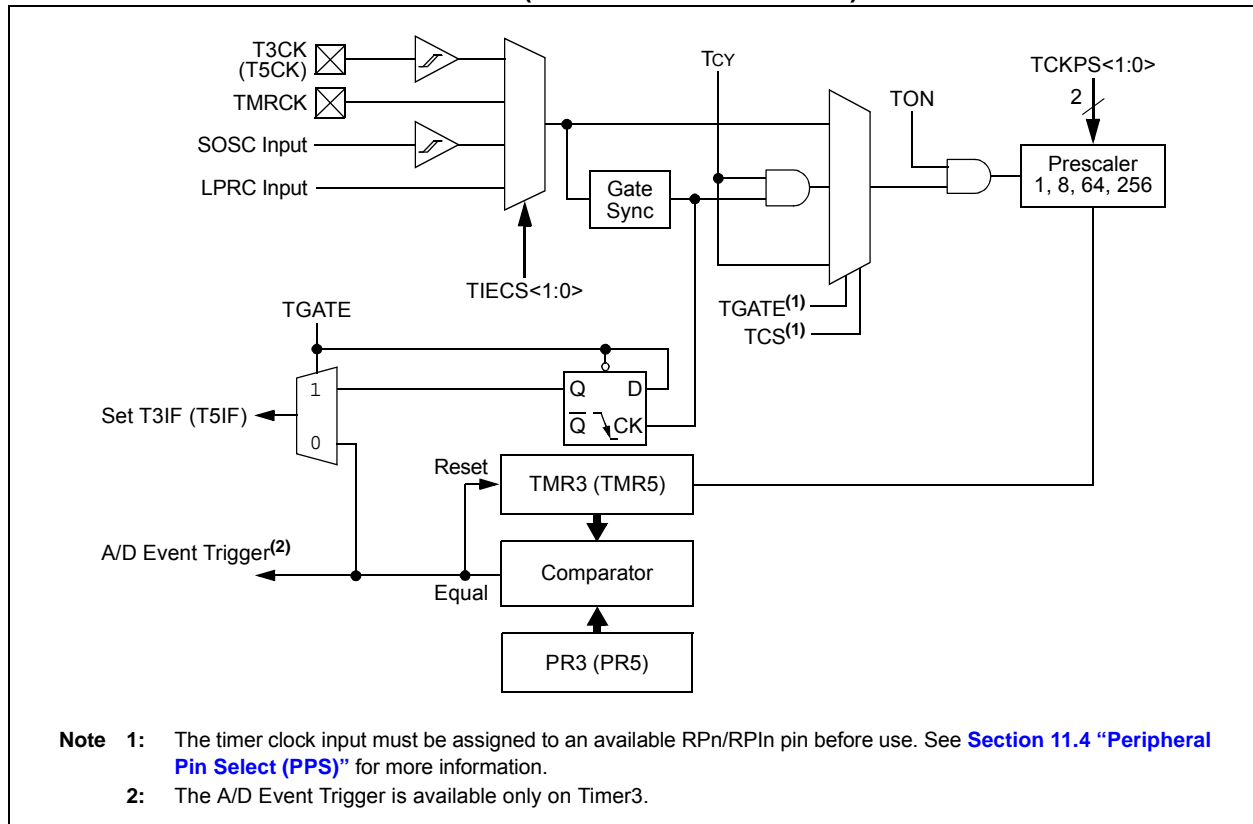 T3CK
(T5CK)
TMRCK
SOSC Input
LPRC Input
TIECS<1:0>
Gate
Sync
TCY
TGATE(1)
TCS(1)
TON
TCKPS<1:0>
2
Prescaler
1, 8, 64, 256
TGATE
1
0
Set T3IF (T5IF)
Q D
Q CK
Reset
TMR3 (TMR5)
A/D Event Trigger(2)
Equal
Comparator
PR3 (PR5)
Note 1: The timer clock input must be assigned to an available RPn/RPIn pin before use. See Section 11.4 “Peripheral
Pin Select (PPS)” for more information.
2: The A/D Event Trigger is available only on Timer3.